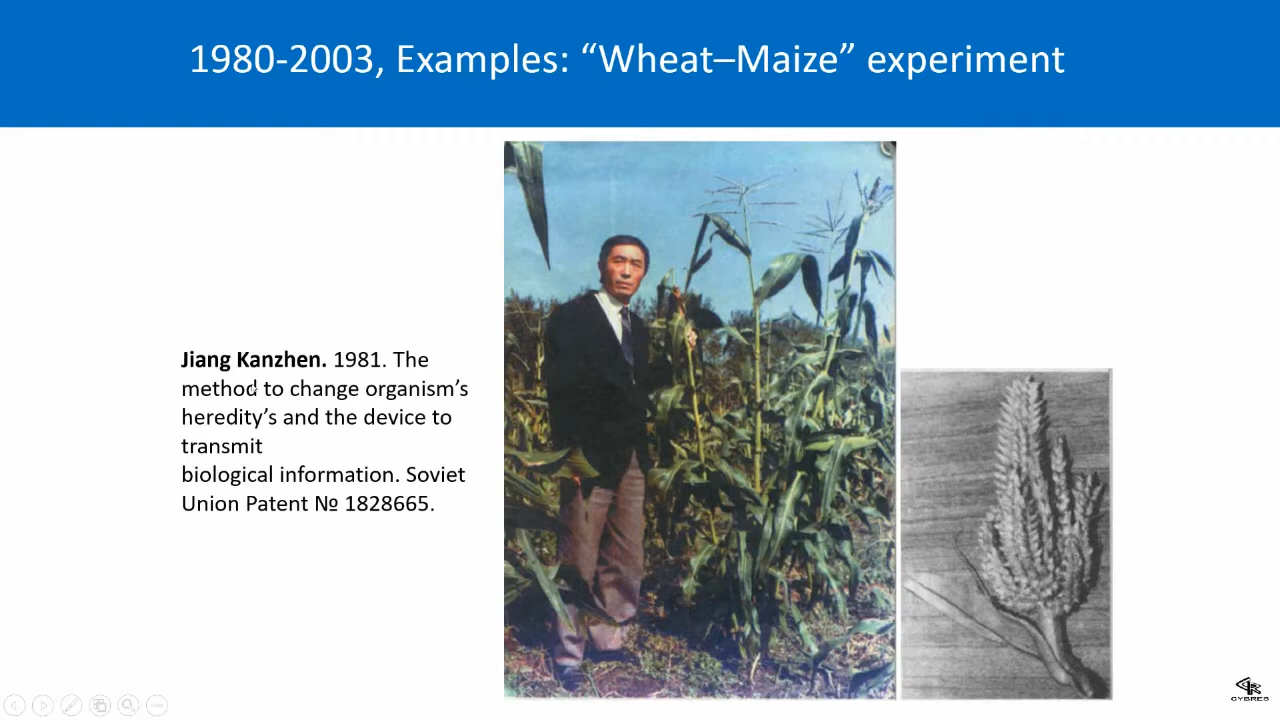 1980-2003, Examples: “Wheat–Maize” experiment
Jiang Kanzhen. 1981. The
method to change organism’s
heredity’s and the device to
transmit
biological information. Soviet
Union Patent № 1828665.
CYBRES